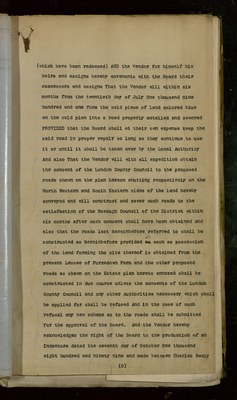 (which have been redeemed) AND the Vendor for himself his
heirs and assigns hereby covenants with the Board their
successors and assigns That the Vendor will within six
months from the twentieth day of July One thousand nine
hundred and one form the said piece of land colored blue
on the said plan into a road properly metalled and sewered
PROVIDED that the Board shall at their own expense keep the
said road in proper repair so long as they continue to use
it or until it shall be taken over by the Local Authority
And also That the Vendor will with all expedition obtain
the consent of the London County Council to the proposed
roads shown on the plan hereon abutting respectively on the
North Western and South Eastern sides of the land hereby
conveyed and will construct and sewer such roads to the
satisfaction of the Borough Council of the District within
six months after such consent shall have been obtained and
also that the roads last hereinbefore referred to shall be
constructed as hereinbefore provided as such as possession
of the land forming the site thereof is obtained from the
present Lessee of Furzedown Farm and the other proposed
roads as shown on the Estate plan hereto annexed shall be
constructed in due course unless the consents of the London
County Council and any other authorities necessary which shall
be applied for shall be refused and in the case of such
refusal any new scheme as to the roads shall be submitted
for the approval of the Board. And the Vendor hereby
acknowledges the right of the Board to the production of an
Indenture dated the seventh day of October One thousand
eight hundred and ninety nine and made between Charles Henry